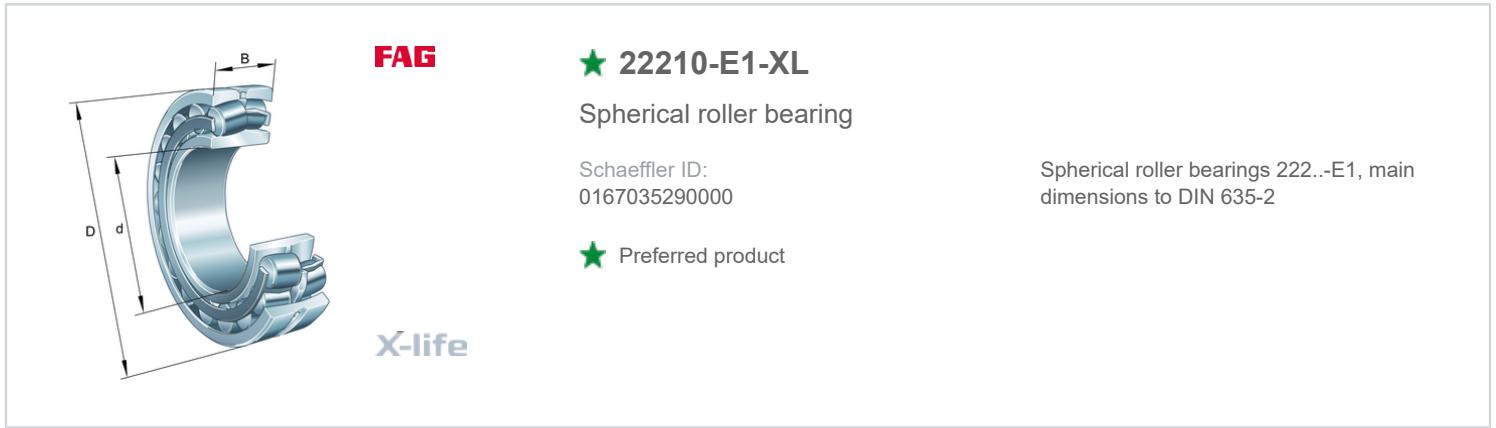 B
D
d
FAG
X-life
22210-E1-XL
Spherical roller bearing
Schaeffler ID:
0167035290000
Spherical roller bearings 222..-E1, main
dimensions to DIN 635-2
Preferred product